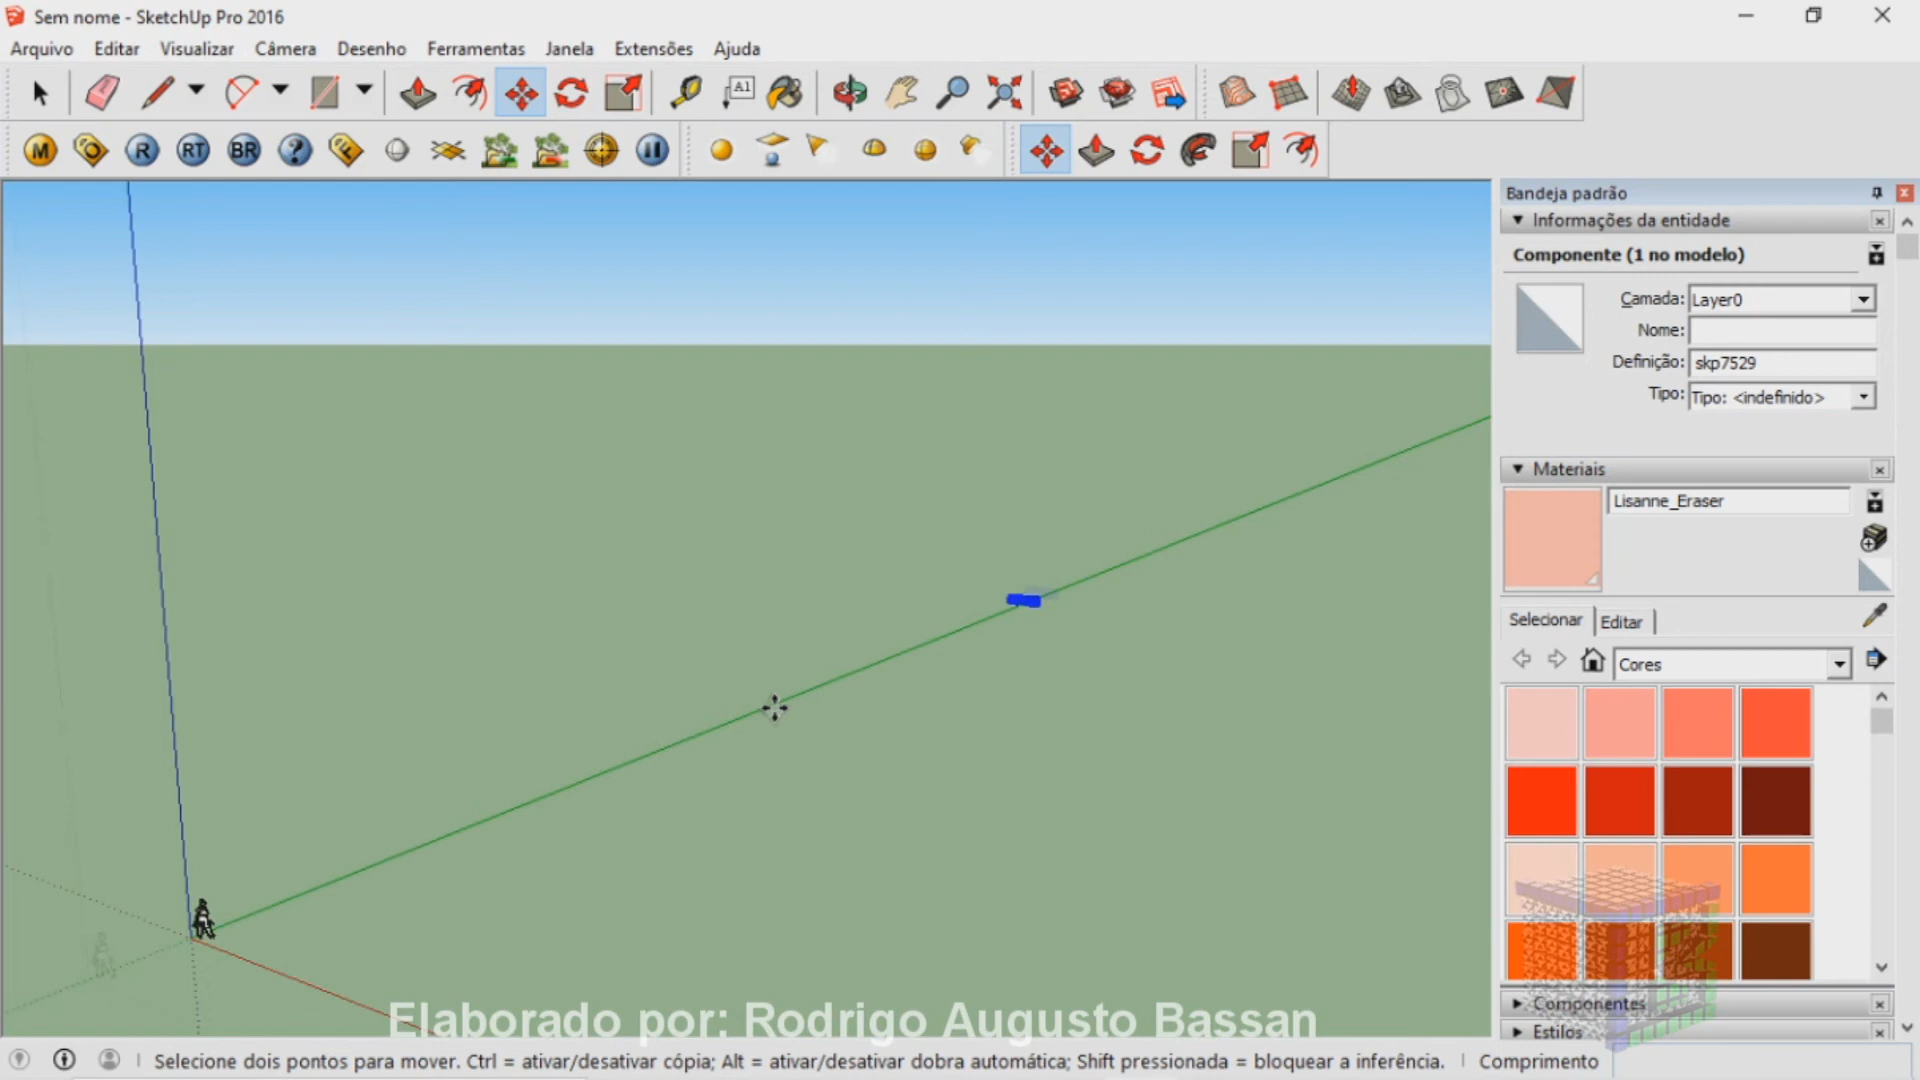 Sem nome - SketchUp Pro 2016
Arquivo Editar Visualizar Câmera Desenho Ferramentas Janela Extensões Ajuda
A1
M O R RT BR ? F
Bandeja padrão
Informações da entidade
Componente (1 no modelo)
Camada: Layer0
Nome:
Definição: skp7529
Tipo: Tipo: <indefinido>
Materiais
Lisanne_Eraser
Selecionar Editar
Cores
Componentes
Estilos
Elaborado por: Rodrigo Augusto Bassan
Selecione dois pontos para mover. Ctrl = ativar/desativar cópia; Alt = ativar/desativar dobra automática; Shift pressionada = bloquear a inferência. Comprimento